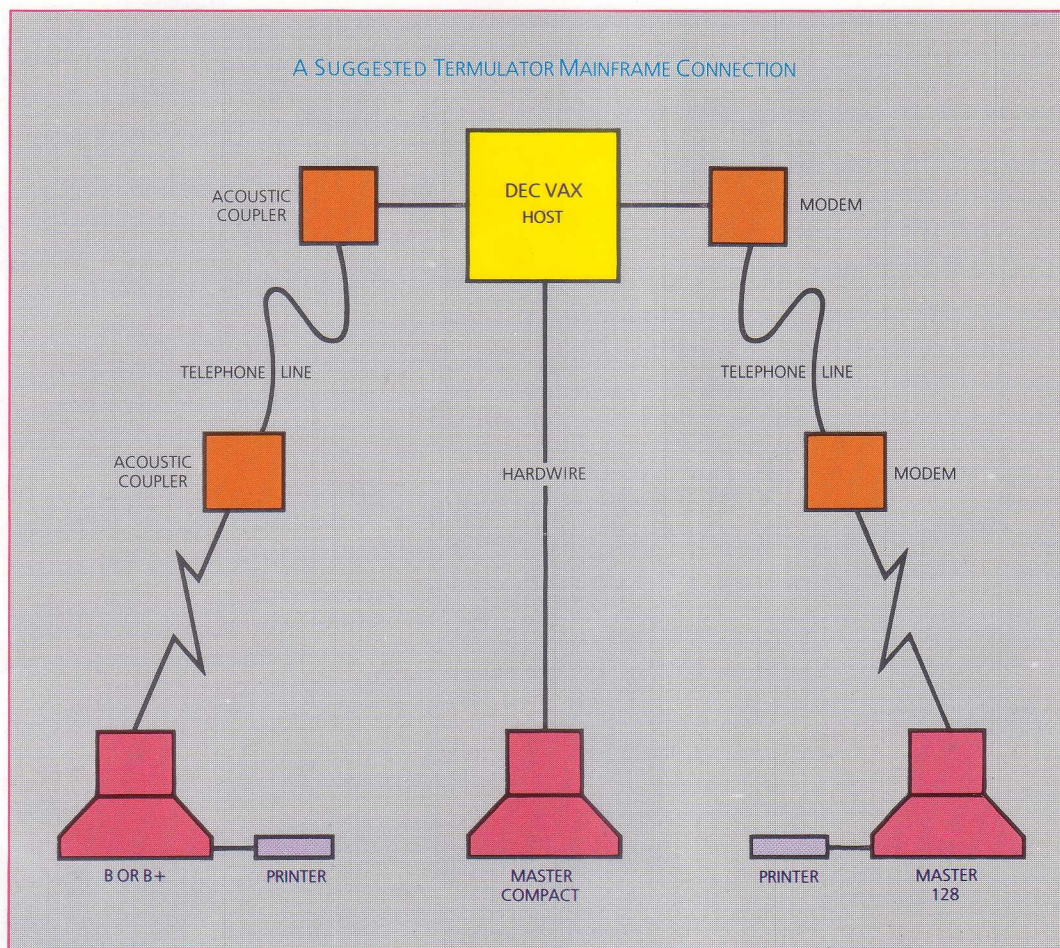 A SUGGESTED TERMULATOR MAINFRAME CONNECTION
ACOUSTIC
COUPLER
DEC VAX
HOST
MODEM
TELEPHONE LINE
TELEPHONE LINE
ACOUSTIC
COUPLER
HARDWIRE
MODEM
B OR B+
PRINTER
MASTER
COMPACT
PRINTER
MASTER
128